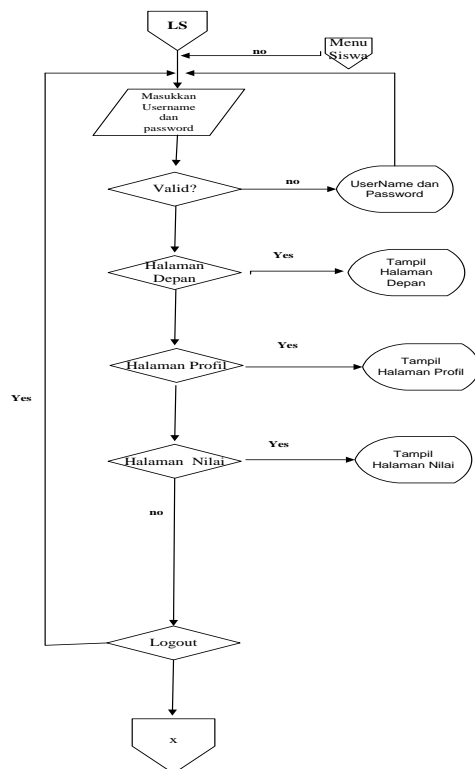 LS
no
Menu
Siswa
Masukkan
Username
dan
password
Valid?
no
UserName dan
Password
Halaman
Depan
Yes
Tampil
Halaman
Depan
Halaman Profil
Yes
Tampil
Halaman Profil
Yes
Halaman Nilai
Yes
Tampil
Halaman Nilai
no
Logout
x